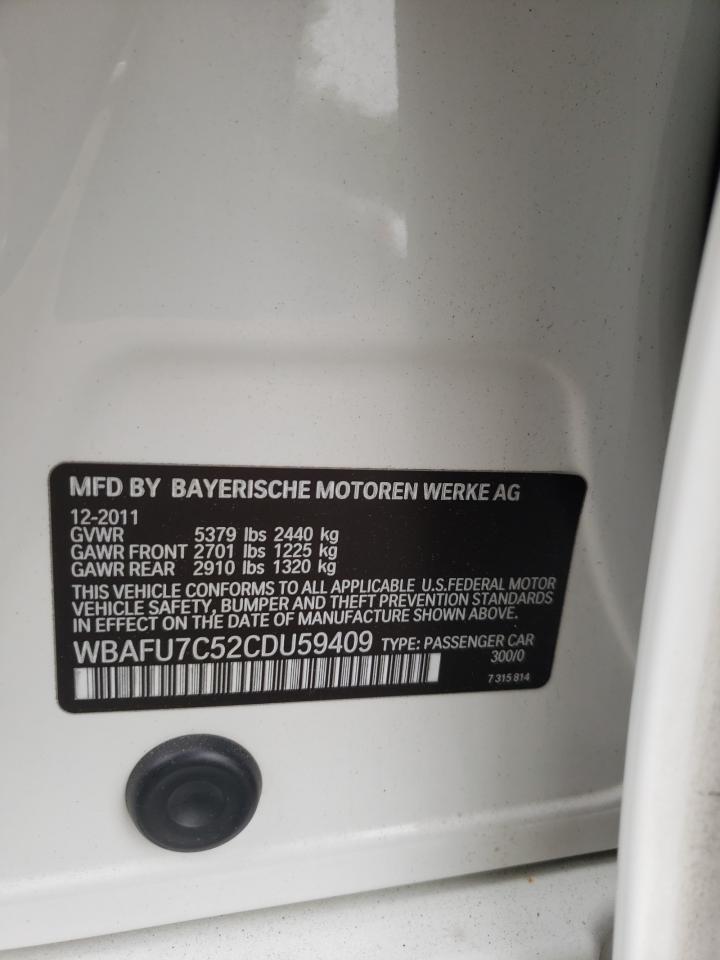 MFD BY BAYERISCHE MOTOREN WERKE AG
12-2011
GVWR 5379 lbs 2440 kg
GAWR FRONT 2701 lbs 1225 kg
GAWR REAR 2910 lbs 1320 kg
THIS VEHICLE CONFORMS TO ALL APPLICABLE U.S.FEDERAL MOTOR
VEHICLE SAFETY, BUMPER AND THEFT PREVENTION STANDARDS
IN EFFECT ON THE DATE OF MANUFACTURE SHOWN ABOVE.
WBAFU7C52CDU59409 TYPE: PASSENGER CAR
300/0
7 315 814